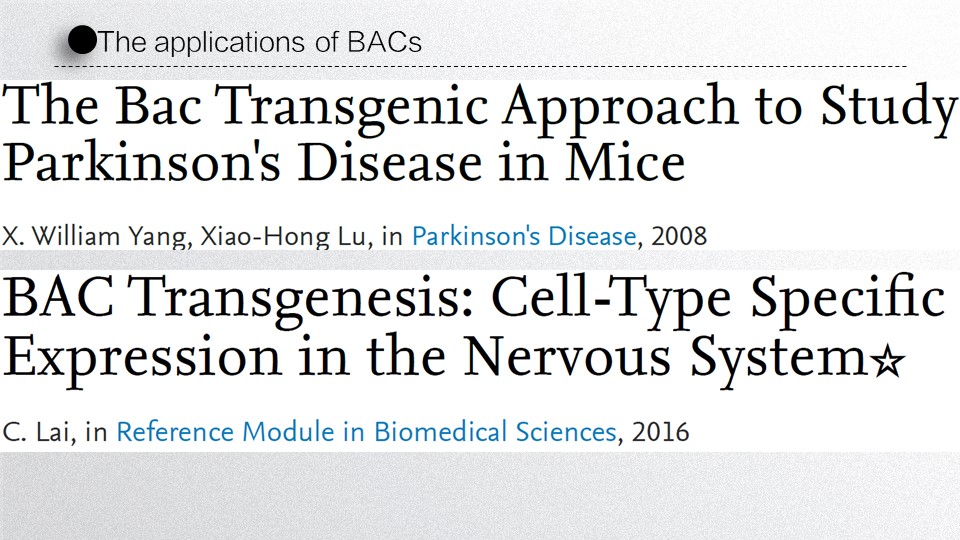 The applications of BACs
The Bac Transgenic Approach to Study
Parkinson's Disease in Mice
X. William Yang, Xiao-Hong Lu, in Parkinson's Disease, 2008
BAC Transgenesis: Cell-Type Specific
Expression in the Nervous System☆
C. Lai, in Reference Module in Biomedical Sciences, 2016